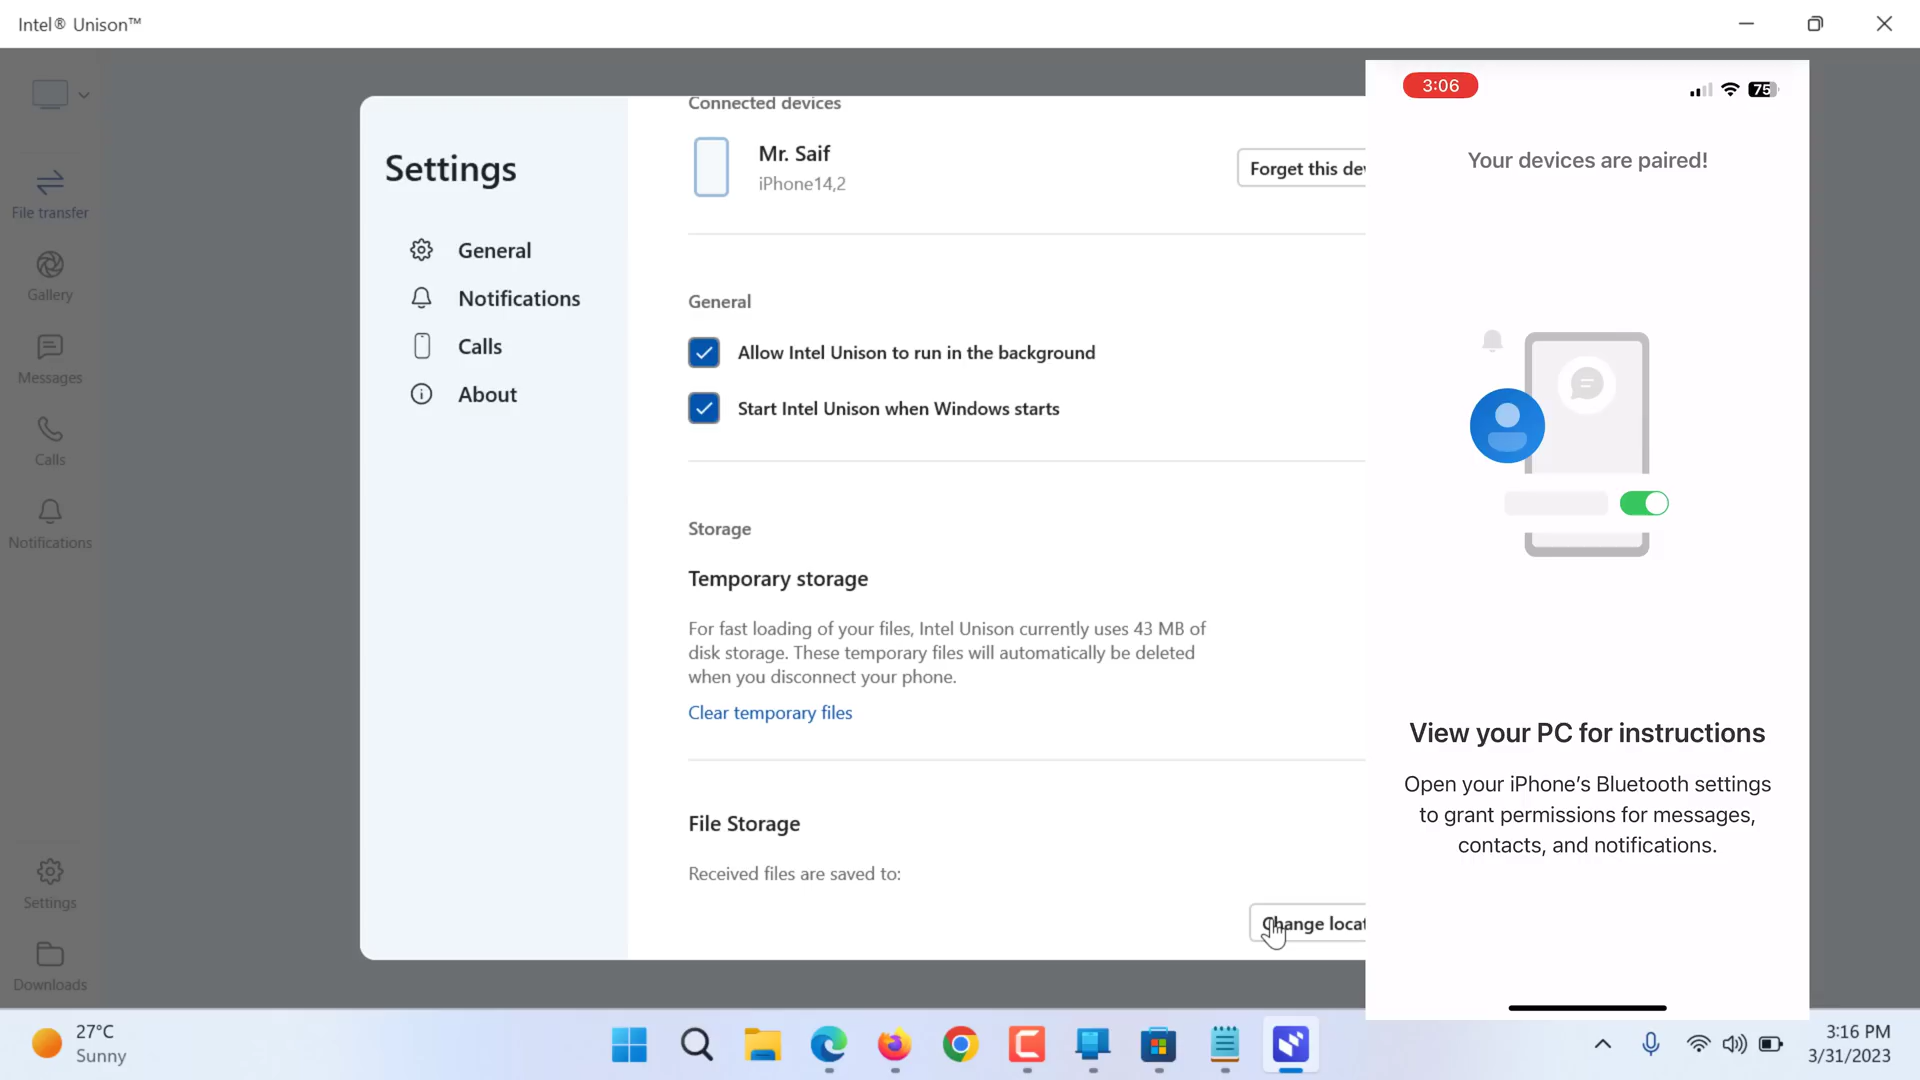 Intel® Unison™
File transfer
Gallery
Messages
Calls
Notifications
Settings
Downloads
Settings
General
Notifications
Calls
About
Connected devices
Mr. Saif
iPhone14,2
Forget this dev
General
Allow Intel Unison to run in the background
Start Intel Unison when Windows starts
Storage
Temporary storage
For fast loading of your files, Intel Unison currently uses 43 MB of
disk storage. These temporary files will automatically be deleted
when you disconnect your phone.
Clear temporary files
File Storage
Received files are saved to:
Change locat
3:06
75
Your devices are paired!
View your PC for instructions
Open your iPhone’s Bluetooth settings
to grant permissions for messages,
contacts, and notifications.
27°C
Sunny
3:16 PM
3/31/2023